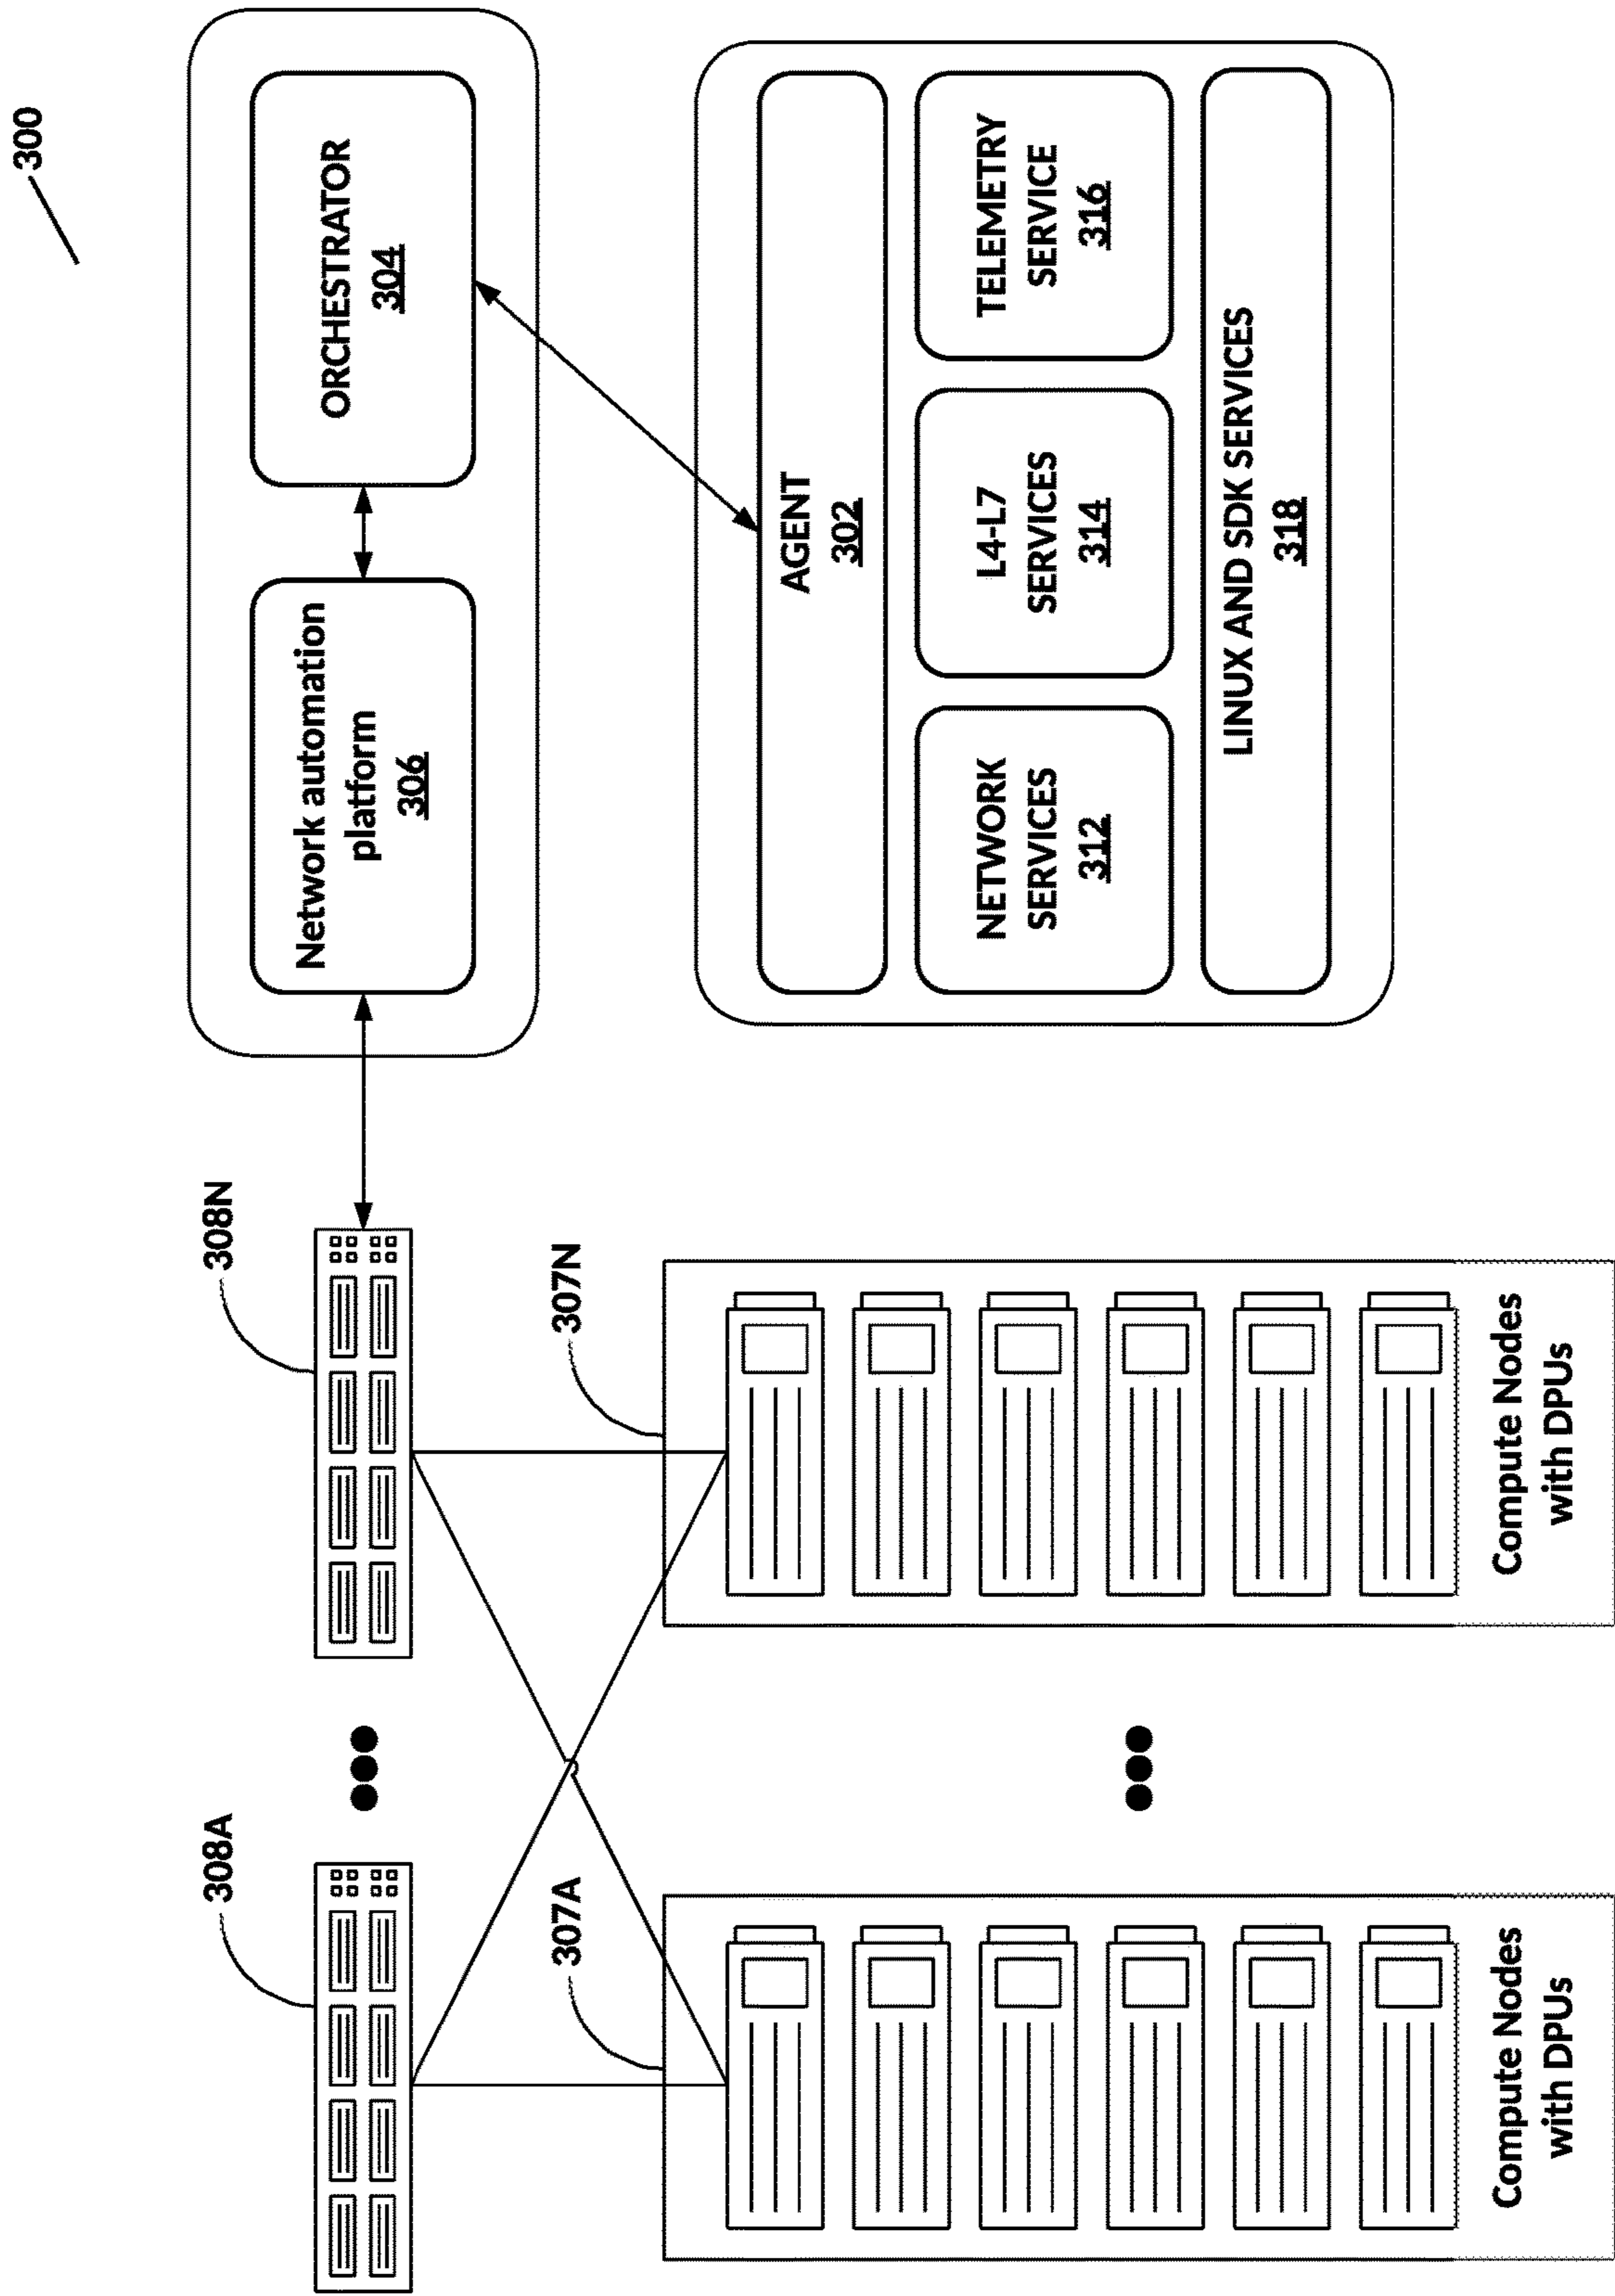 300
308A
308N
Network automation
platform
306
ORCHESTRATOR
304
307A
307N
AGENT
302
NETWORK
SERVICES
312
L4-L7
SERVICES
314
TELEMETRY
SERVICE
316
LINUX AND SDK SERVICES
318
Compute Nodes
with DPUs
Compute Nodes
with DPUs